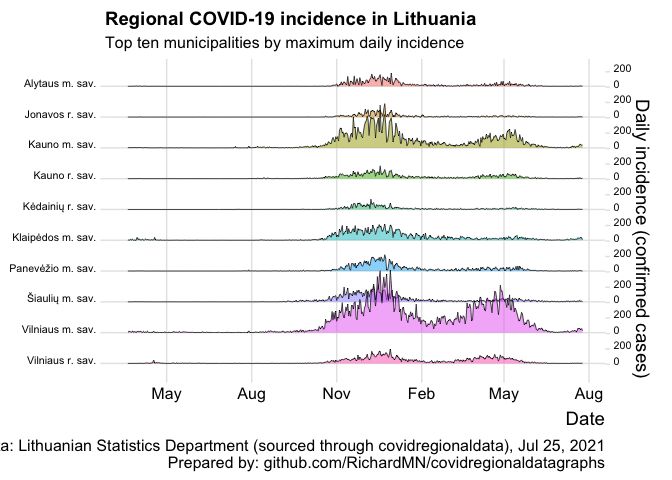 Regional COVID-19 incidence in Lithuania
Top ten municipalities by maximum daily incidence
Alytaus m. sav.
Jonavos r. sav.
Kauno m. sav.
Kauno r. sav.
Kėdainių r. sav.
Klaipėdos m. sav.
Panevėžio m. sav.
Šiaulių m. sav.
Vilniaus m. sav.
Vilniaus r. sav.
200
0
200
0
200
0
200
0
200
0
200
0
200
0
200
0
200
0
200
0
Daily incidence (confirmed cases)
May
Aug
Nov
Feb
May
Aug
Date
a: Lithuanian Statistics Department (sourced through covidregionaldata), Jul 25, 2021
Prepared by: github.com/RichardMN/covidregionaldatagraphs